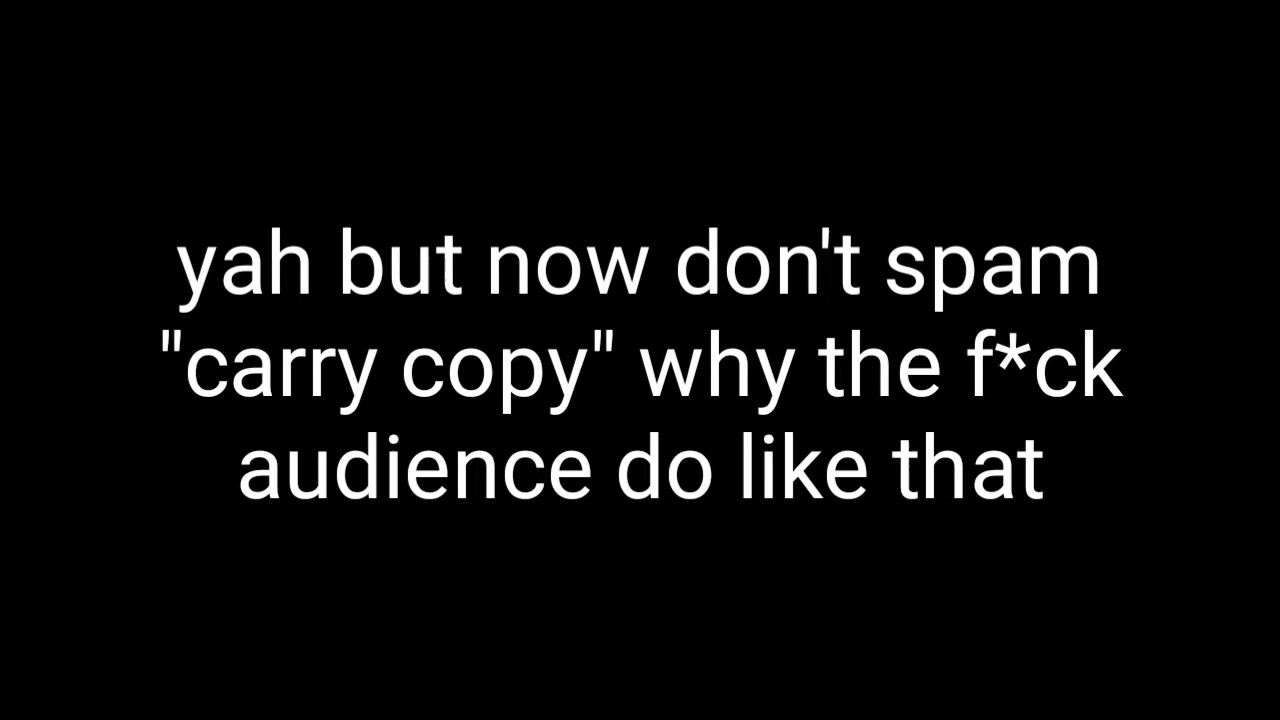 yah but now don't spam
"carry copy" why the f*ck
audience do like that